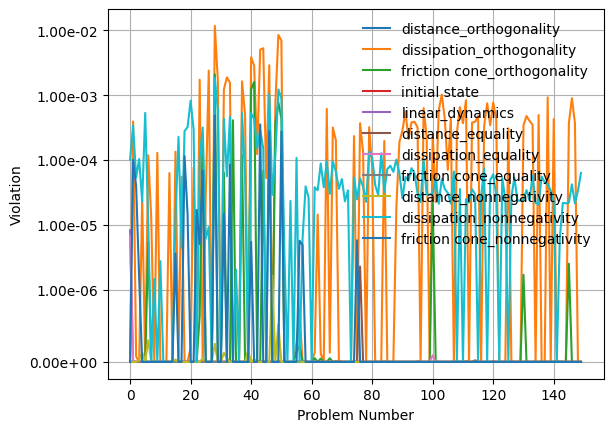 1.00e-02
1.00e-03
1.00e-04
1.00e-05
1.00e-06
0.00e+00
Violation
distance_orthogonality
dissipation_orthogonality
friction cone_orthogonality
initial state
linear_dynamics
distance_equality
dissipation_equality
friction cone_equality
distance_nonnegativity
dissipation_nonnegativity
friction cone_nonnegativity
0 20 40 60 80 100 120 140
Problem Number